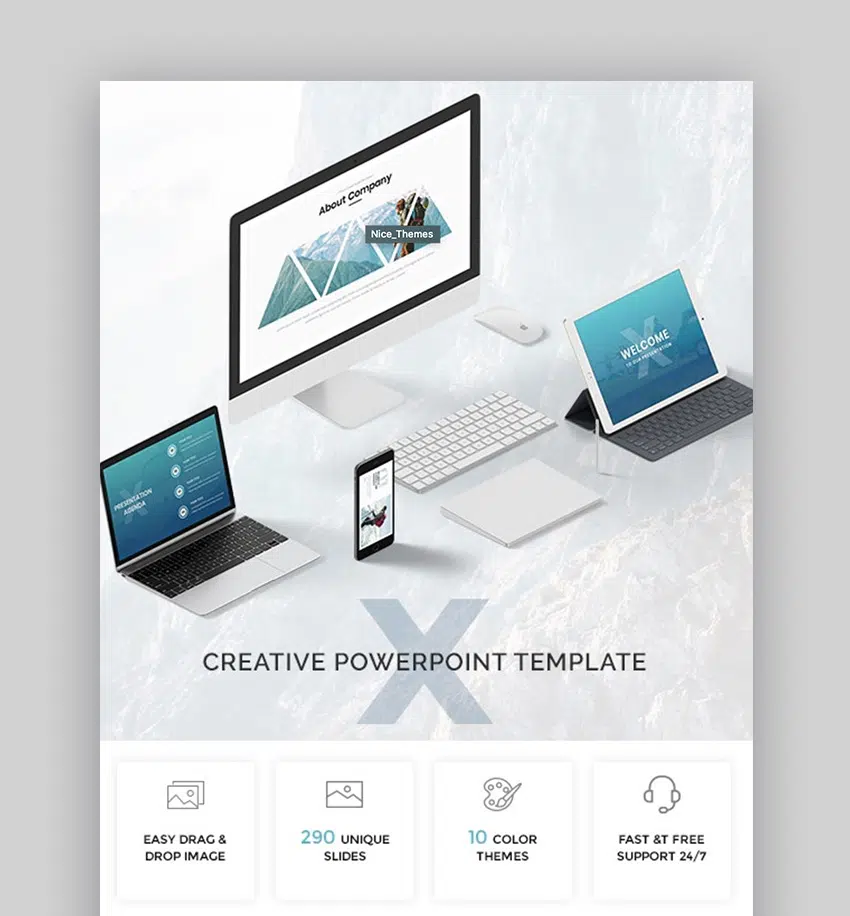 About Company
Nice_Themes
WELCOME
TO OUR PRESENTATION
PRESENTATION
AGENDA
X
CREATIVE POWERPOINT TEMPLATE
EASY DRAG &
DROP IMAGE
290 UNIQUE
SLIDES
10 COLOR
THEMES
FAST &T FREE
SUPPORT 24/7